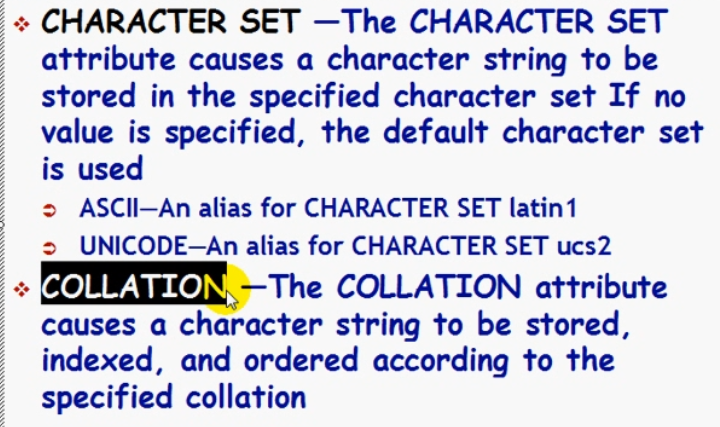 CHARACTER SET —The CHARACTER SET
attribute causes a character string to be
stored in the specified character set If no
value is specified, the default character set
is used
ASCII—An alias for CHARACTER SET latin1
UNICODE—An alias for CHARACTER SET ucs2
COLLATION —The COLLATION attribute
causes a character string to be stored,
indexed, and ordered according to the
specified collation